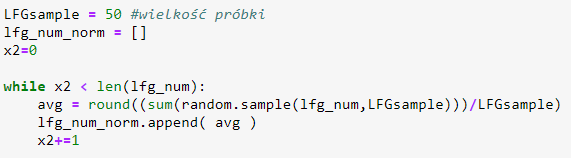 LFGsample = 50 #wielkość próbki
lfg_num_norm = []
x2=0

while x2 < len(lfg_num):
    avg = round((sum(random.sample(lfg_num,LFGsample)))/LFGsample)
    lfg_num_norm.append( avg )
    x2+=1